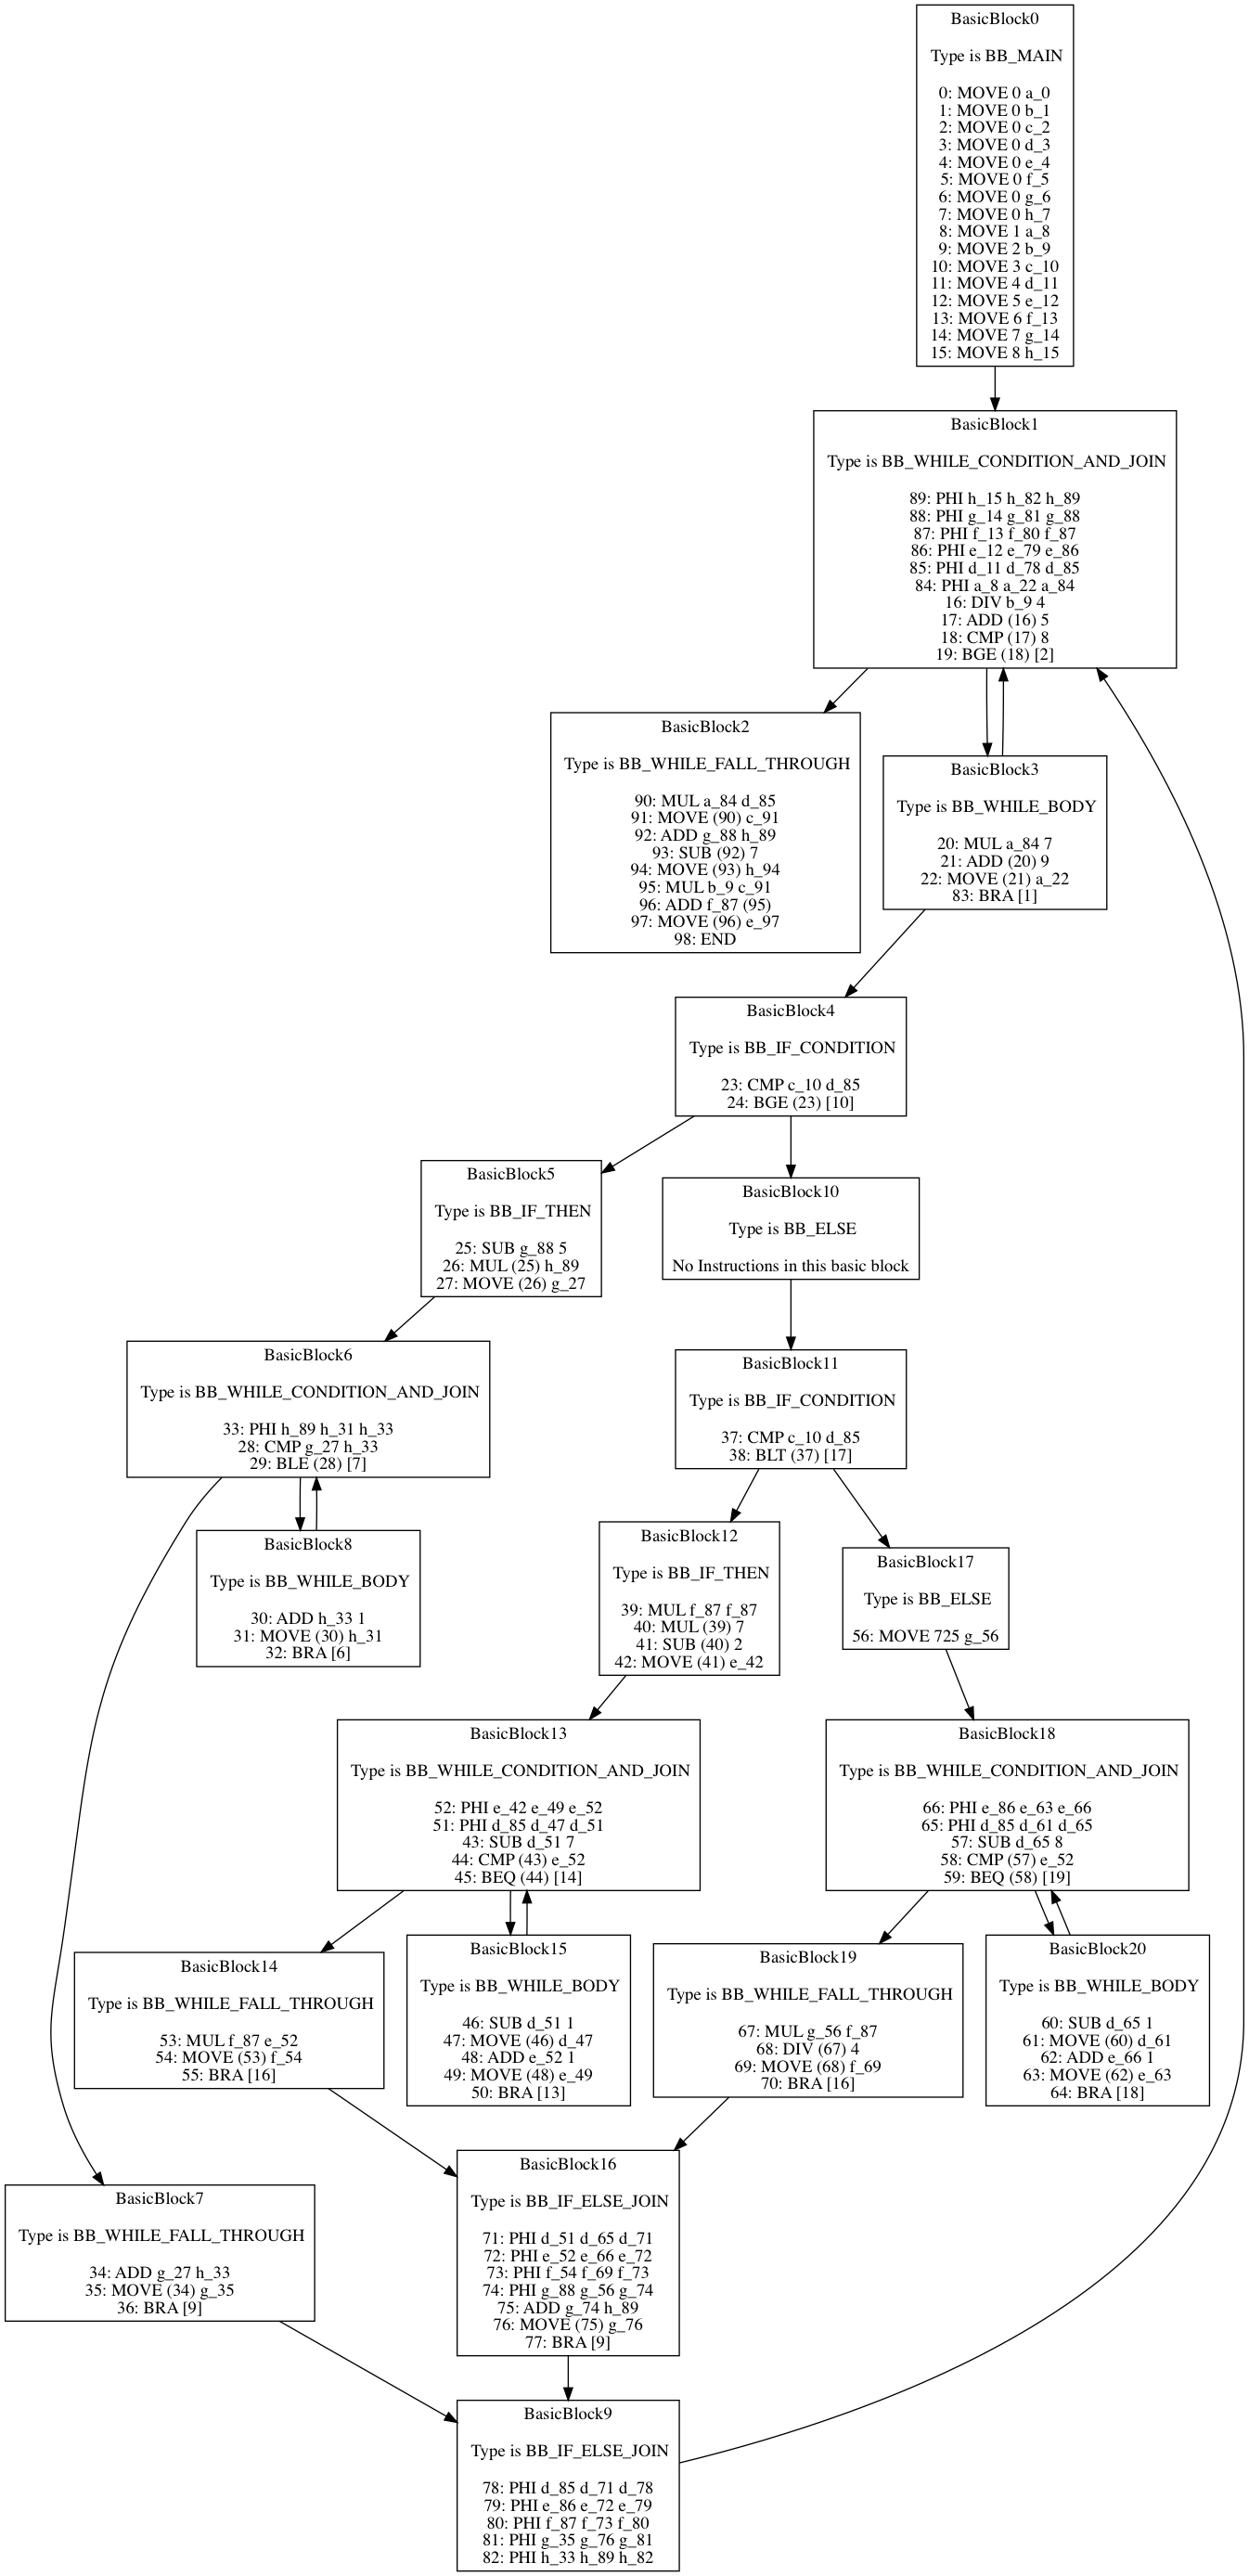 BasicBlock0
Type is BB_MAIN
0: MOVE 0 a_0
1: MOVE 0 b_1
2: MOVE 0 c_2
3: MOVE 0 d_3
4: MOVE 0 e_4
5: MOVE 0 f_5
6: MOVE 0 g_6
7: MOVE 0 h_7
8: MOVE 1 a_8
9: MOVE 2 b_9
10: MOVE 3 c_10
11: MOVE 4 d_11
12: MOVE 5 e_12
13: MOVE 6 f_13
14: MOVE 7 g_14
15: MOVE 8 h_15
BasicBlock1
Type is BB_WHILE_CONDITION_AND_JOIN
89: PHI h_15 h_82 h_89
88: PHI g_14 g_81 g_88
87: PHI f_13 f_80 f_87
86: PHI e_12 e_79 e_86
85: PHI d_11 d_78 d_85
84: PHI a_8 a_22 a_84
16: DIV b_9 4
17: ADD (16) 5
18: CMP (17) 8
19: BGE (18) [2]
BasicBlock2
Type is BB_WHILE_FALL_THROUGH
90: MUL a_84 d_85
91: MOVE (90) c_91
92: ADD g_88 h_89
93: SUB (92) 7
94: MOVE (93) h_94
95: MUL b_9 c_91
96: ADD f_87 (95)
97: MOVE (96) e_97
98: END
BasicBlock3
Type is BB_WHILE_BODY
20: MUL a_84 7
21: ADD (20) 9
22: MOVE (21) a_22
83: BRA [1]
BasicBlock4
Type is BB_IF_CONDITION
23: CMP c_10 d_85
24: BGE (23) [10]
BasicBlock5
Type is BB_IF_THEN
25: SUB g_88 5
26: MUL (25) h_89
27: MOVE (26) g_27
BasicBlock10
Type is BB_ELSE
No Instructions in this basic block
BasicBlock6
Type is BB_WHILE_CONDITION_AND_JOIN
33: PHI h_89 h_31 h_33
28: CMP g_27 h_33
29: BLE (28) [7]
BasicBlock11
Type is BB_IF_CONDITION
37: CMP c_10 d_85
38: BLT (37) [17]
BasicBlock8
Type is BB_WHILE_BODY
30: ADD h_33 1
31: MOVE (30) h_31
32: BRA [6]
BasicBlock12
Type is BB_IF_THEN
39: MUL f_87 f_87
40: MUL (39) 7
41: SUB (40) 2
42: MOVE (41) e_42
BasicBlock17
Type is BB_ELSE
56: MOVE 725 g_56
BasicBlock13
Type is BB_WHILE_CONDITION_AND_JOIN
52: PHI e_42 e_49 e_52
51: PHI d_85 d_47 d_51
43: SUB d_51 7
44: CMP (43) e_52
45: BEQ (44) [14]
BasicBlock18
Type is BB_WHILE_CONDITION_AND_JOIN
66: PHI e_86 e_63 e_66
65: PHI d_85 d_61 d_65
57: SUB d_65 8
58: CMP (57) e_52
59: BEQ (58) [19]
BasicBlock14
Type is BB_WHILE_FALL_THROUGH
53: MUL f_87 e_52
54: MOVE (53) f_54
55: BRA [16]
BasicBlock15
Type is BB_WHILE_BODY
46: SUB d_51 1
47: MOVE (46) d_47
48: ADD e_52 1
49: MOVE (48) e_49
50: BRA [13]
BasicBlock19
Type is BB_WHILE_FALL_THROUGH
67: MUL g_56 f_87
68: DIV (67) 4
69: MOVE (68) f_69
70: BRA [16]
BasicBlock20
Type is BB_WHILE_BODY
60: SUB d_65 1
61: MOVE (60) d_61
62: ADD e_66 1
63: MOVE (62) e_63
64: BRA [18]
BasicBlock7
Type is BB_WHILE_FALL_THROUGH
34: ADD g_27 h_33
35: MOVE (34) g_35
36: BRA [9]
BasicBlock16
Type is BB_IF_ELSE_JOIN
71: PHI d_51 d_65 d_71
72: PHI e_52 e_66 e_72
73: PHI f_54 f_69 f_73
74: PHI g_88 g_56 g_74
75: ADD g_74 h_89
76: MOVE (75) g_76
77: BRA [9]
BasicBlock9
Type is BB_IF_ELSE_JOIN
78: PHI d_85 d_71 d_78
79: PHI e_86 e_72 e_79
80: PHI f_87 f_73 f_80
81: PHI g_35 g_76 g_81
82: PHI h_33 h_89 h_82